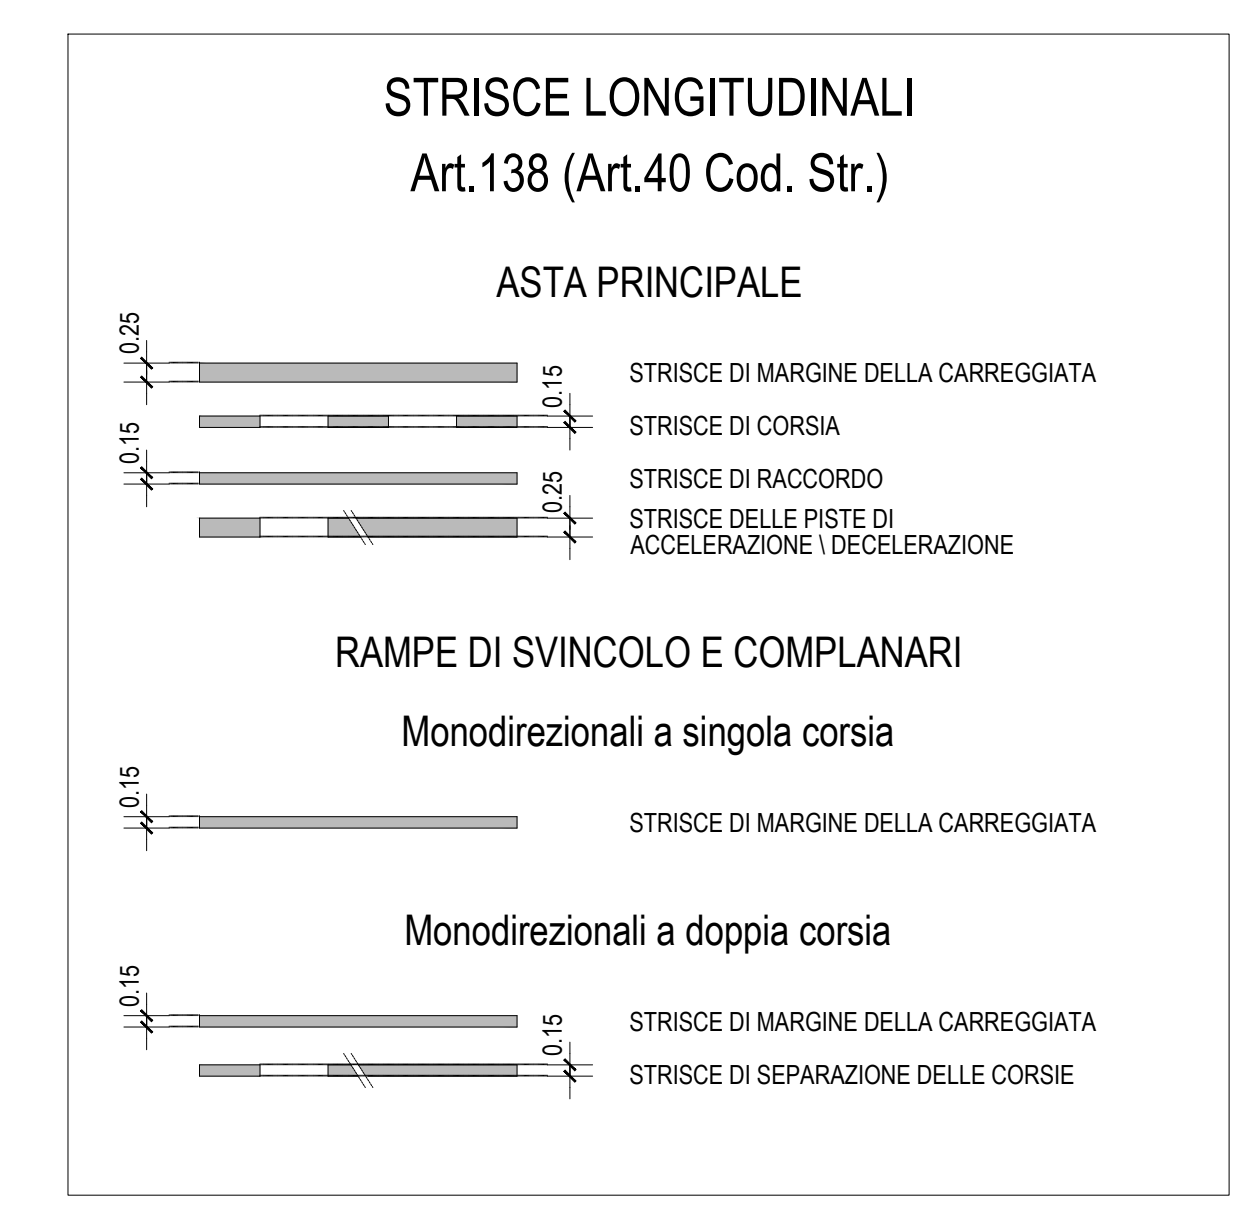 STRISCE LONGITUDINALI
Art.138 (Art.40 Cod. Str.)
ASTA PRINCIPALE
0.25
STRISCE DI MARGINE DELLA CARREGGIATA
0.15
STRISCE DI CORSIA
0.15
STRISCE DI RACCORDO
0.25
STRISCE DELLE PISTE DI
ACCELERAZIONE \ DECELERAZIONE
RAMPE DI SVINCOLO E COMPLANARI
Monodirezionali a singola corsia
0.15
STRISCE DI MARGINE DELLA CARREGGIATA
Monodirezionali a doppia corsia
0.15
STRISCE DI MARGINE DELLA CARREGGIATA
0.15
STRISCE DI SEPARAZIONE DELLE CORSIE